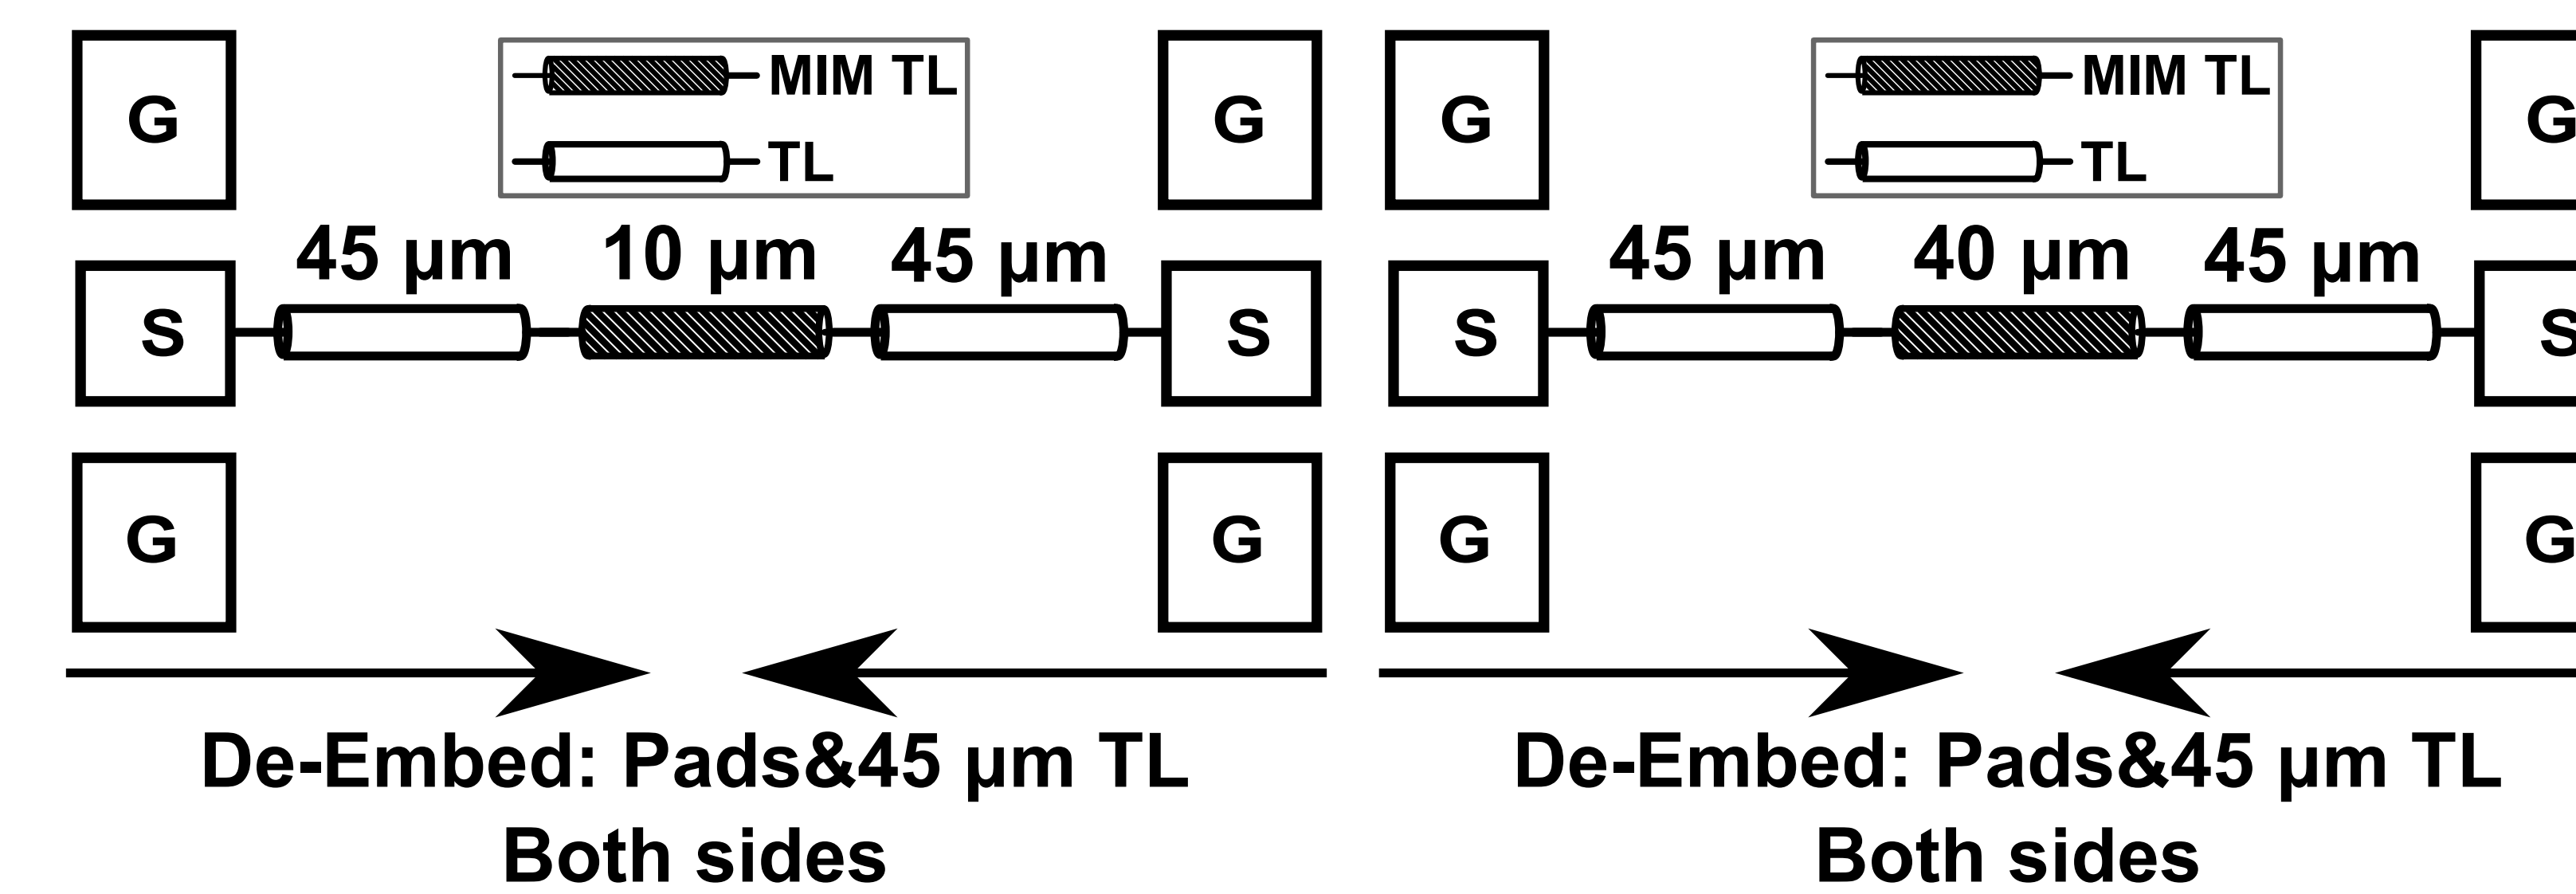 G
MIM TL
TL
G
45 µm 10 µm 45 µm
S
S
G
G
De-Embed: Pads&45 µm TL
Both sides
G
MIM TL
TL
G
45 µm 40 µm 45 µm
S
S
G
G
De-Embed: Pads&45 µm TL
Both sides